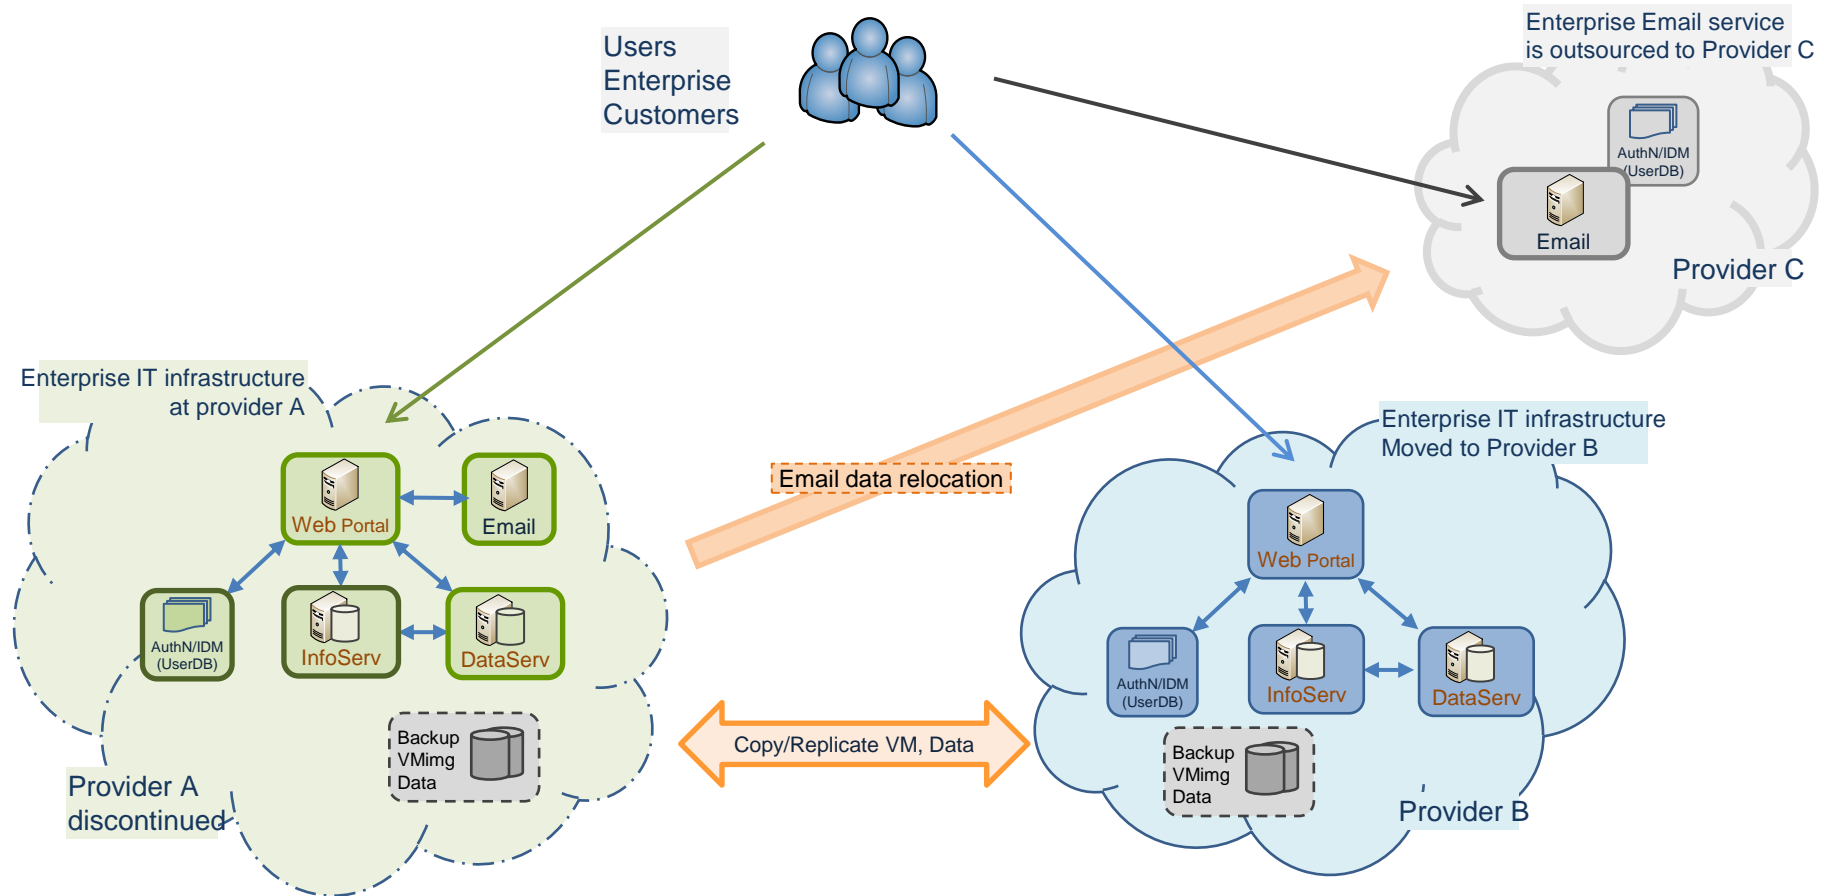 Users
Enterprise
Customers
Enterprise Email service
is outsourced to Provider C
AuthN/IDM
(UserDB)
Email
Provider C
Enterprise IT infrastructure
at provider A
Web Portal
Email
AuthN/IDM
(UserDB)
InfoServ
DataServ
Backup
VMimg
Data
Provider A
discontinued
Email data relocation
Copy/Replicate VM, Data
Enterprise IT infrastructure
Moved to Provider B
Web Portal
AuthN/IDM
(UserDB)
InfoServ
DataServ
Backup
VMimg
Data
Provider B